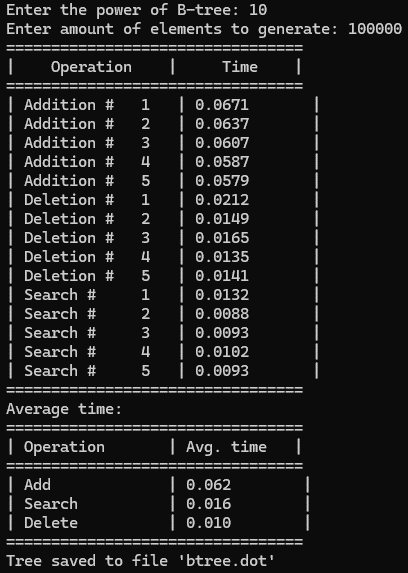 Enter the power of B-tree: 10
Enter amount of elements to generate: 100000
=================================
|    Operation    |     Time    |
=================================
| Addition #   1   | 0.0671       |
| Addition #   2   | 0.0637       |
| Addition #   3   | 0.0607       |
| Addition #   4   | 0.0587       |
| Addition #   5   | 0.0579       |
| Deletion #   1   | 0.0212       |
| Deletion #   2   | 0.0149       |
| Deletion #   3   | 0.0165       |
| Deletion #   4   | 0.0135       |
| Deletion #   5   | 0.0141       |
| Search #     1   | 0.0132       |
| Search #     2   | 0.0088       |
| Search #     3   | 0.0093       |
| Search #     4   | 0.0102       |
| Search #     5   | 0.0093       |
=================================
Average time:
=================================
| Operation       | Avg. time   |
=================================
| Add             | 0.062        |
| Search          | 0.016        |
| Delete          | 0.010        |
=================================
Tree saved to file 'btree.dot'